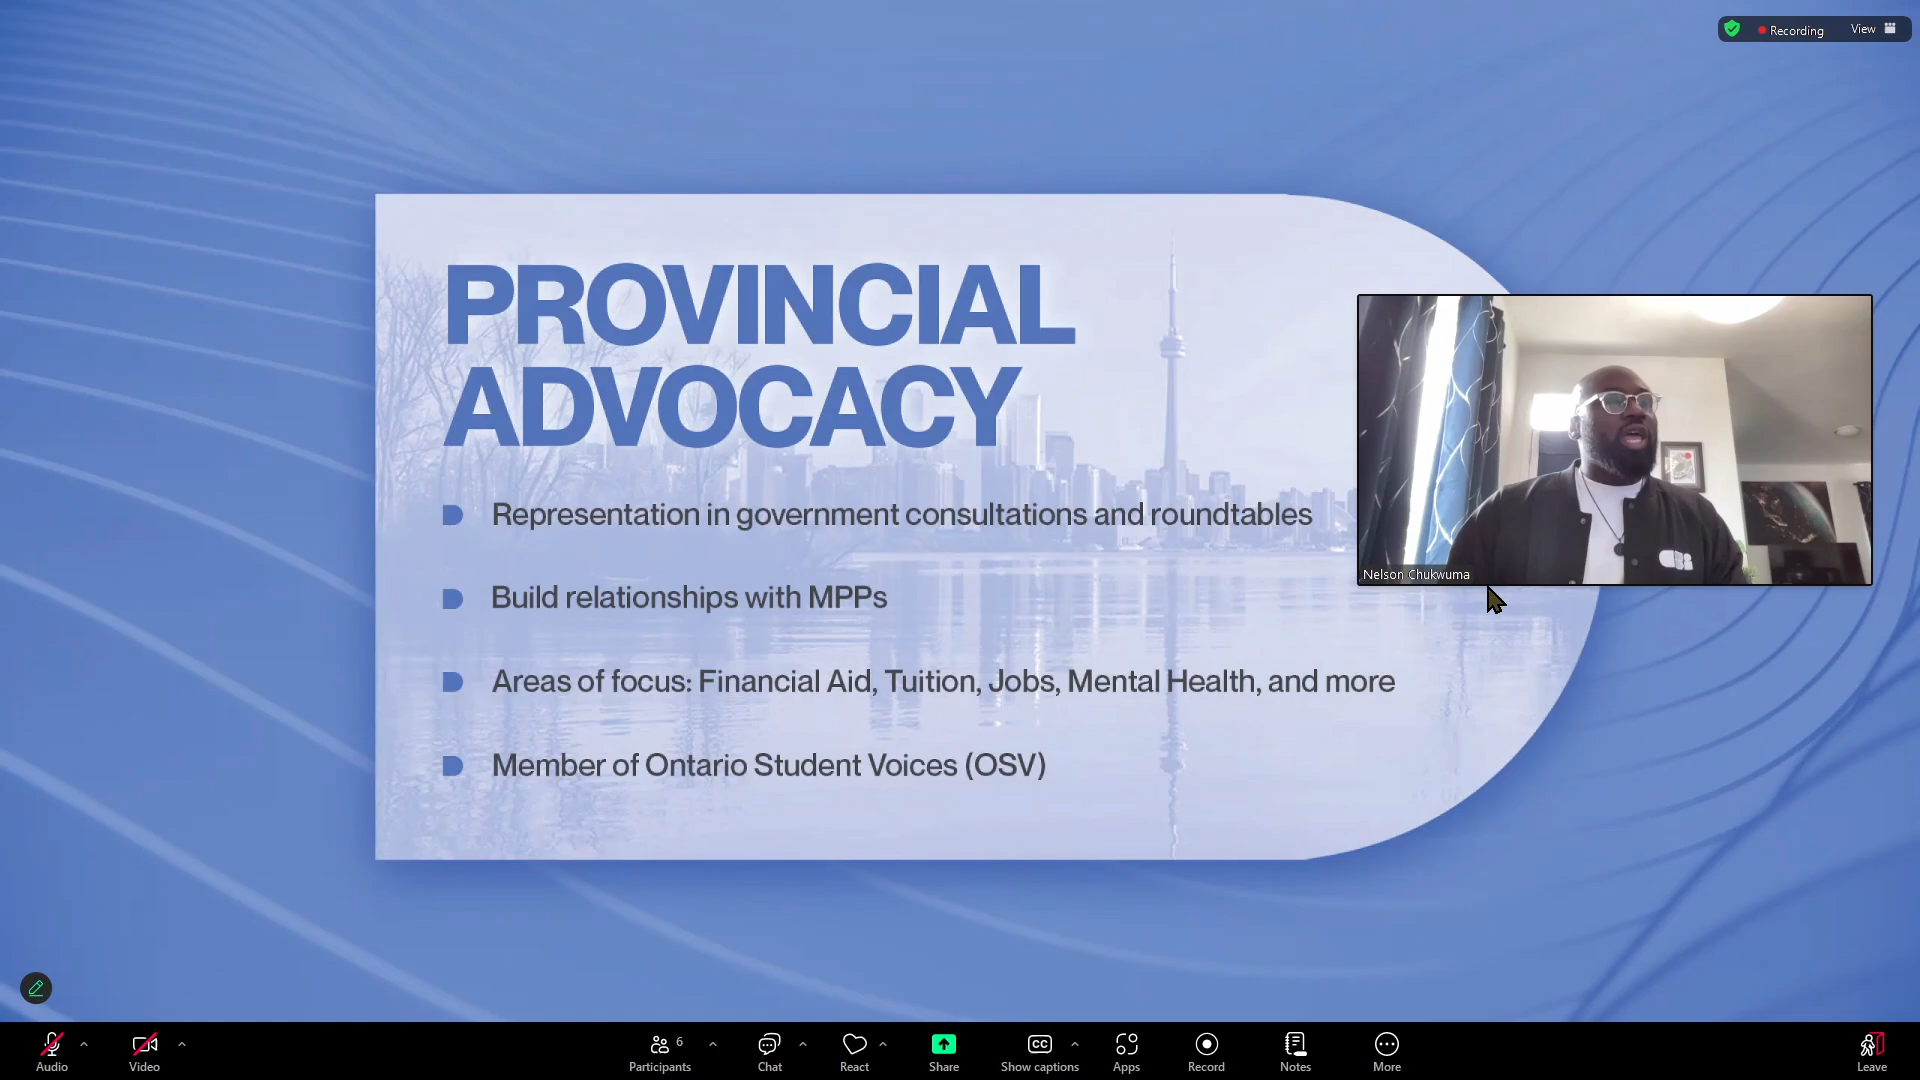 Recording
View
PROVINCIAL
ADVOCACY
Representation in government consultations and roundtables
Build relationships with MPPs
Areas of focus: Financial Aid, Tuition, Jobs, Mental Health, and more
Member of Ontario Student Voices (OSV)
Nelson Chukwuma
Audio
Video
6
Participants
Chat
React
Share
CC
Show captions
Apps
Record
Notes
More
Leave